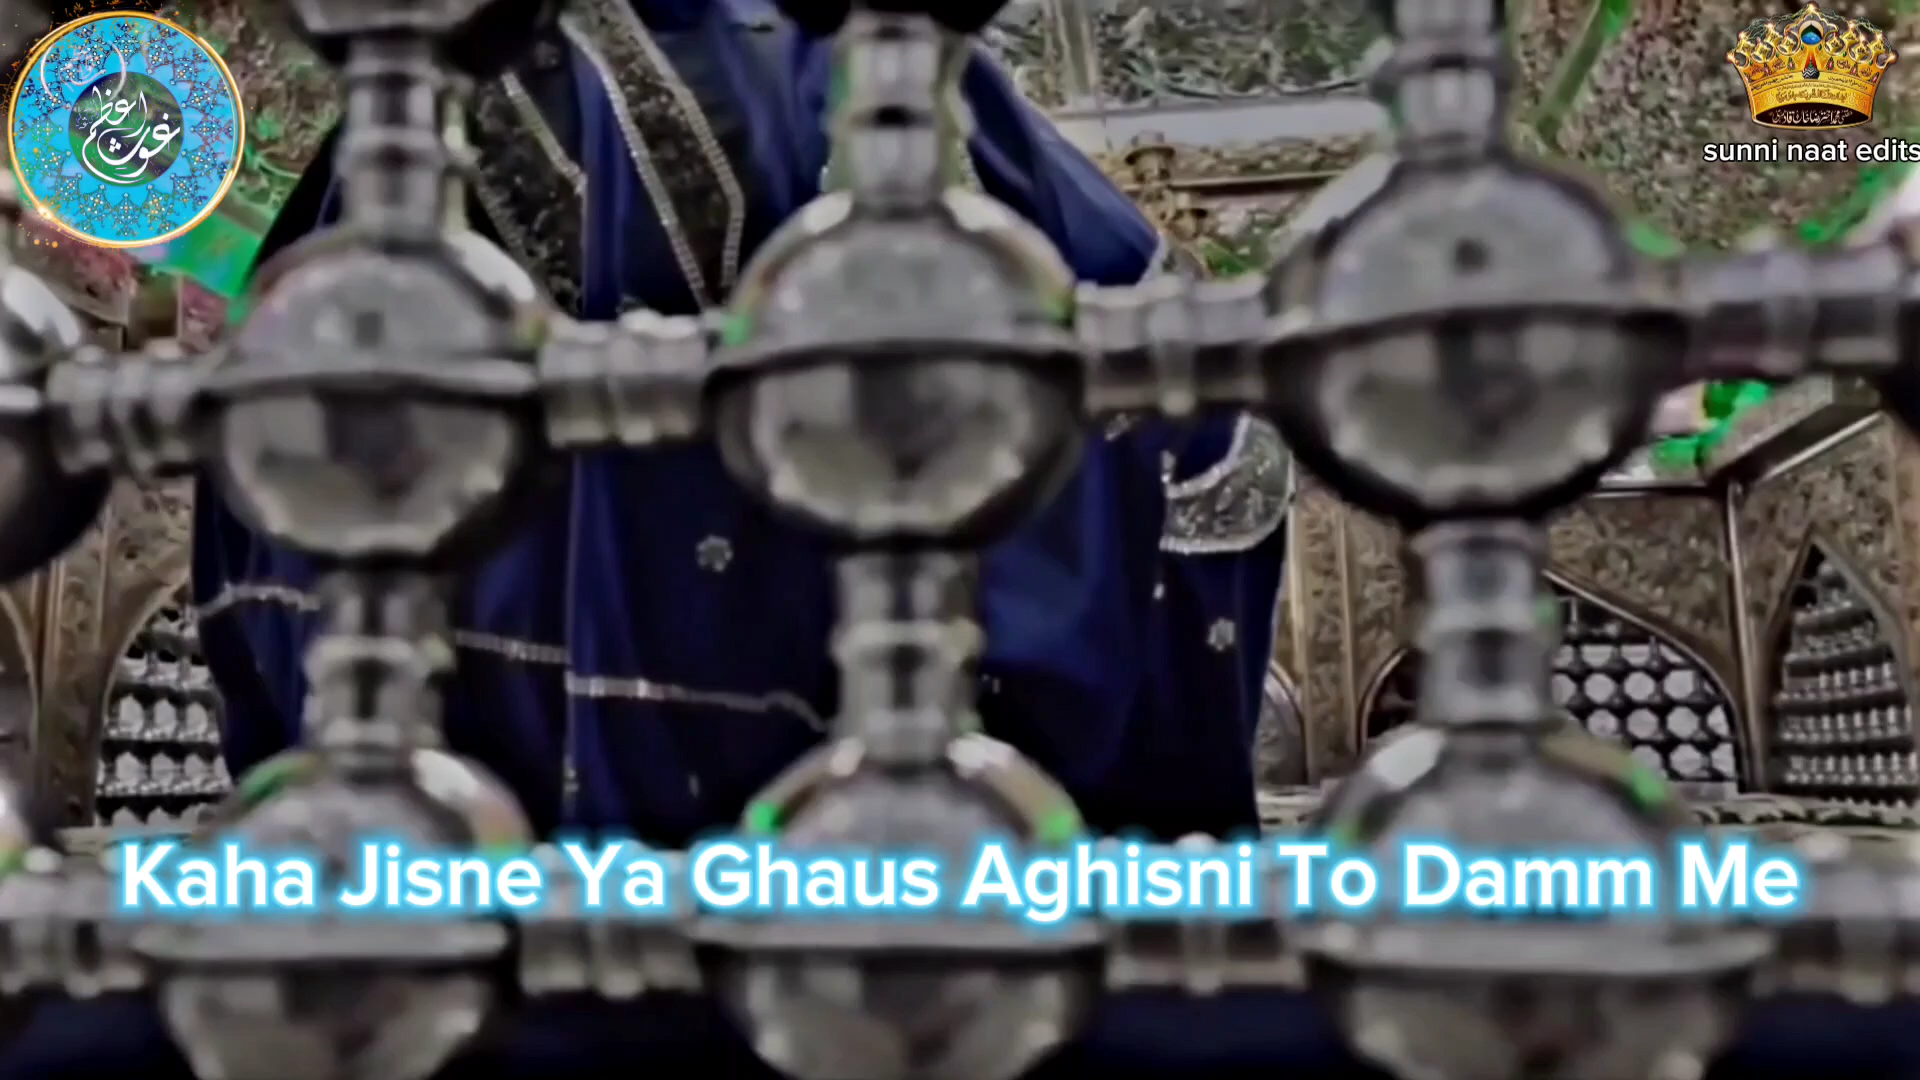 غوث اعظم
sunni naat edits
Kaha Jisne Ya Ghaus Aghisni To Damm Me